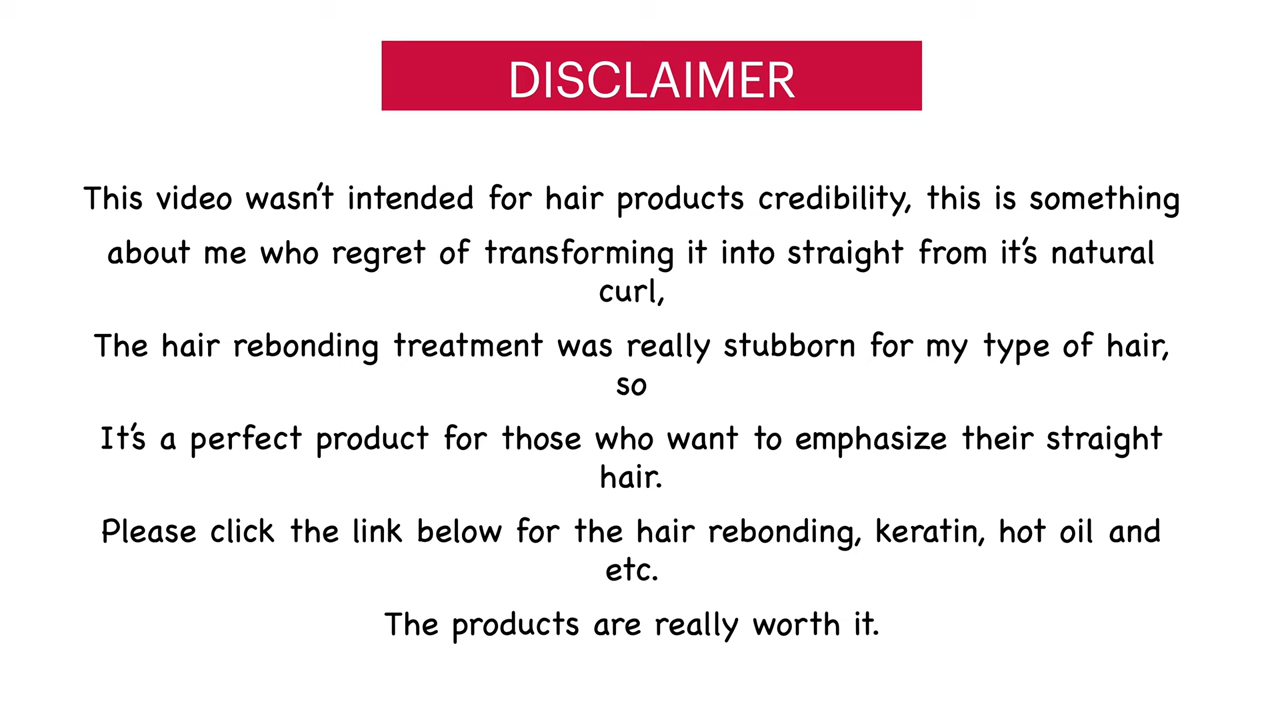 DISCLAIMER
This video wasn't intended for hair products credibility, this is something
about me who regret of transforming it into straight from it's natural
curl,
The hair rebonding treatment was really stubborn for my type of hair,
so
It's a perfect product for those who want to emphasize their straight
hair.
Please click the link below for the hair rebonding, keratin, hot oil and
etc.
The products are really worth it.